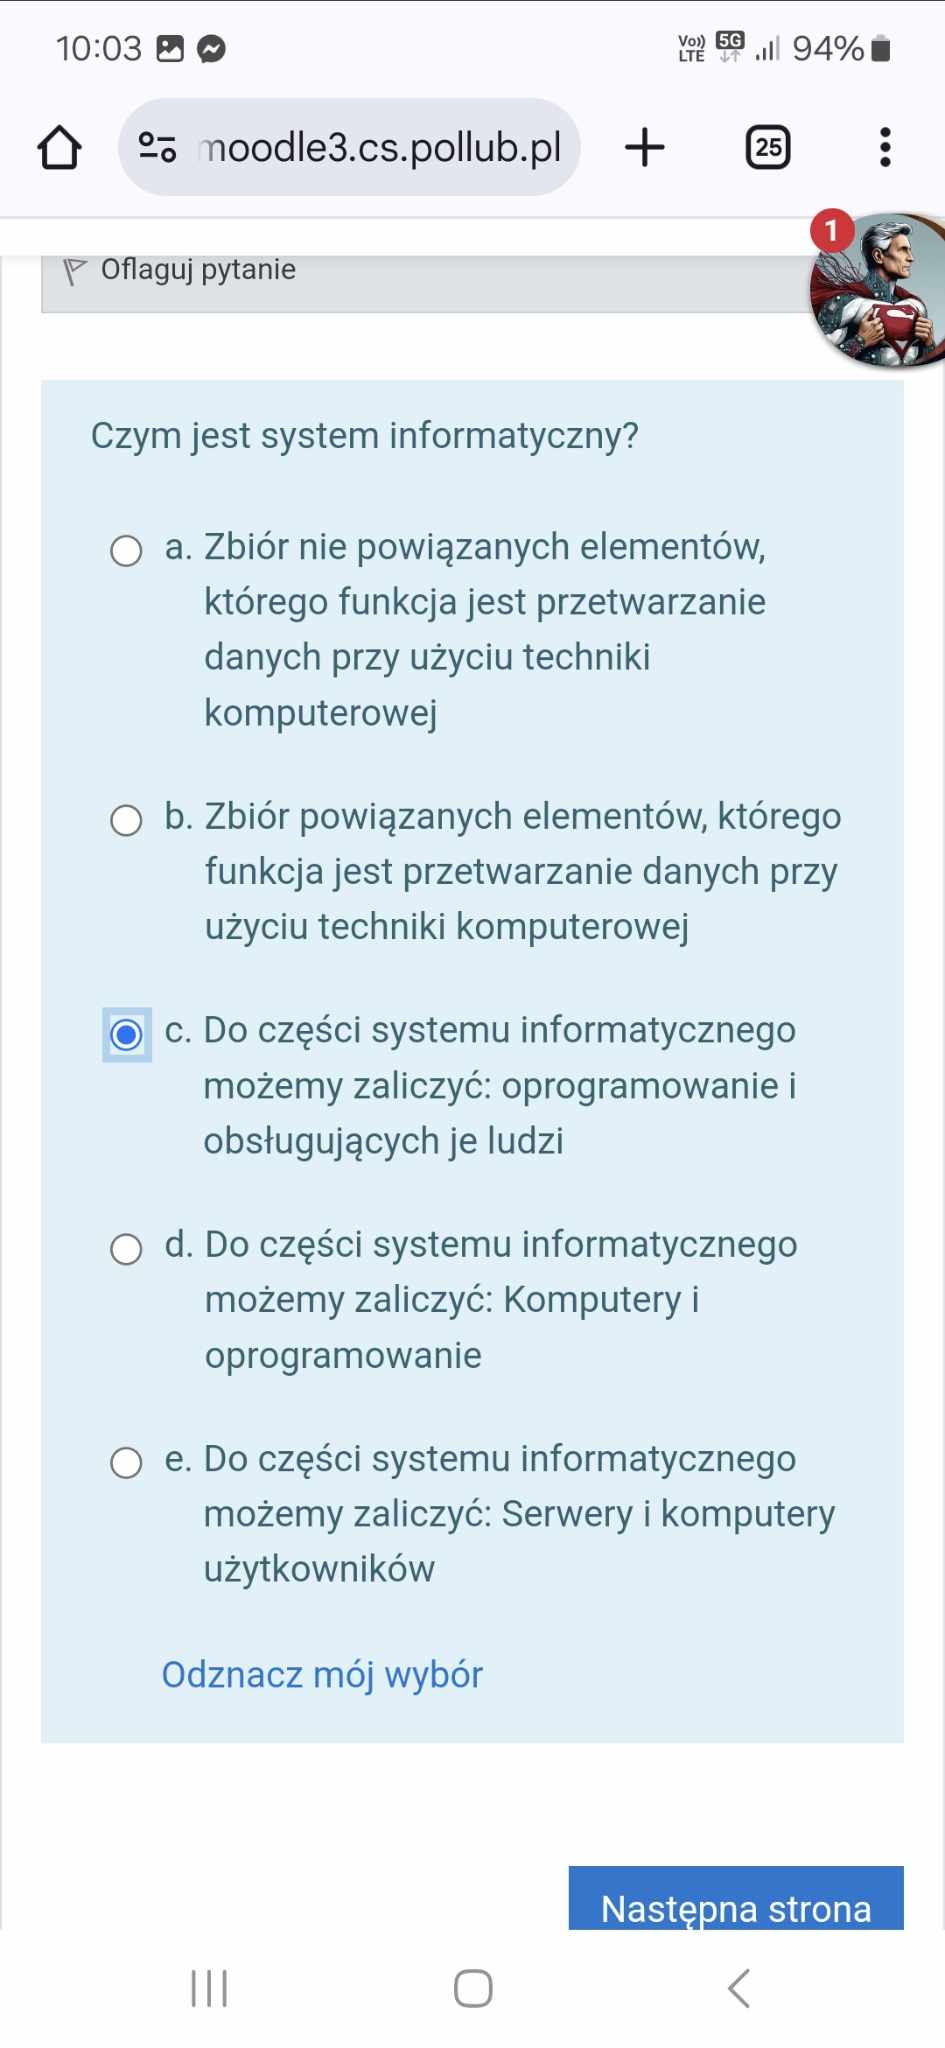 10:03
Vo)) LTE 5G 94%
moodle3.cs.pollub.pl
25
1
Oflaguj pytanie
Czym jest system informatyczny?
a. Zbiór nie powiązanych elementów,
którego funkcja jest przetwarzanie
danych przy użyciu techniki
komputerowej
b. Zbiór powiązanych elementów, którego
funkcja jest przetwarzanie danych przy
użyciu techniki komputerowej
c. Do części systemu informatycznego
możemy zaliczyć: oprogramowanie i
obsługujących je ludzi
d. Do części systemu informatycznego
możemy zaliczyć: Komputery i
oprogramowanie
e. Do części systemu informatycznego
możemy zaliczyć: Serwery i komputery
użytkowników
Odznacz mój wybór
Następna strona